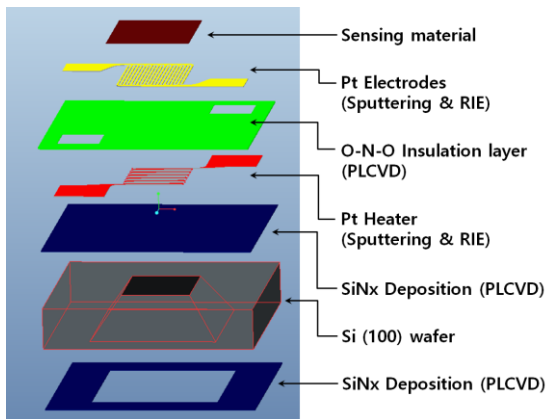 Sensing material
Pt Electrodes
(Sputtering & RIE)
O-N-O Insulation layer
(PLCVD)
Pt Heater
(Sputtering & RIE)
SiNx Deposition (PLCVD)
Si (100) wafer
SiNx Deposition (PLCVD)